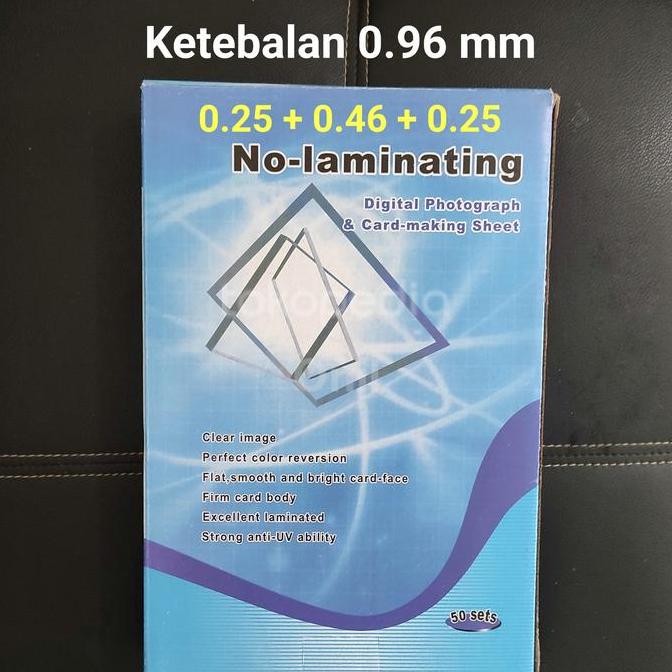 Ketebalan 0.96 mm
0.25 + 0.46 + 0.25
No-laminating
Digital Photograph
& Card-making Sheet
tokopedia
Clear image
Perfect color reversion
Flat,smooth and bright card-face
Firm card body
Excellent laminated
Strong anti-UV ability
50 sets